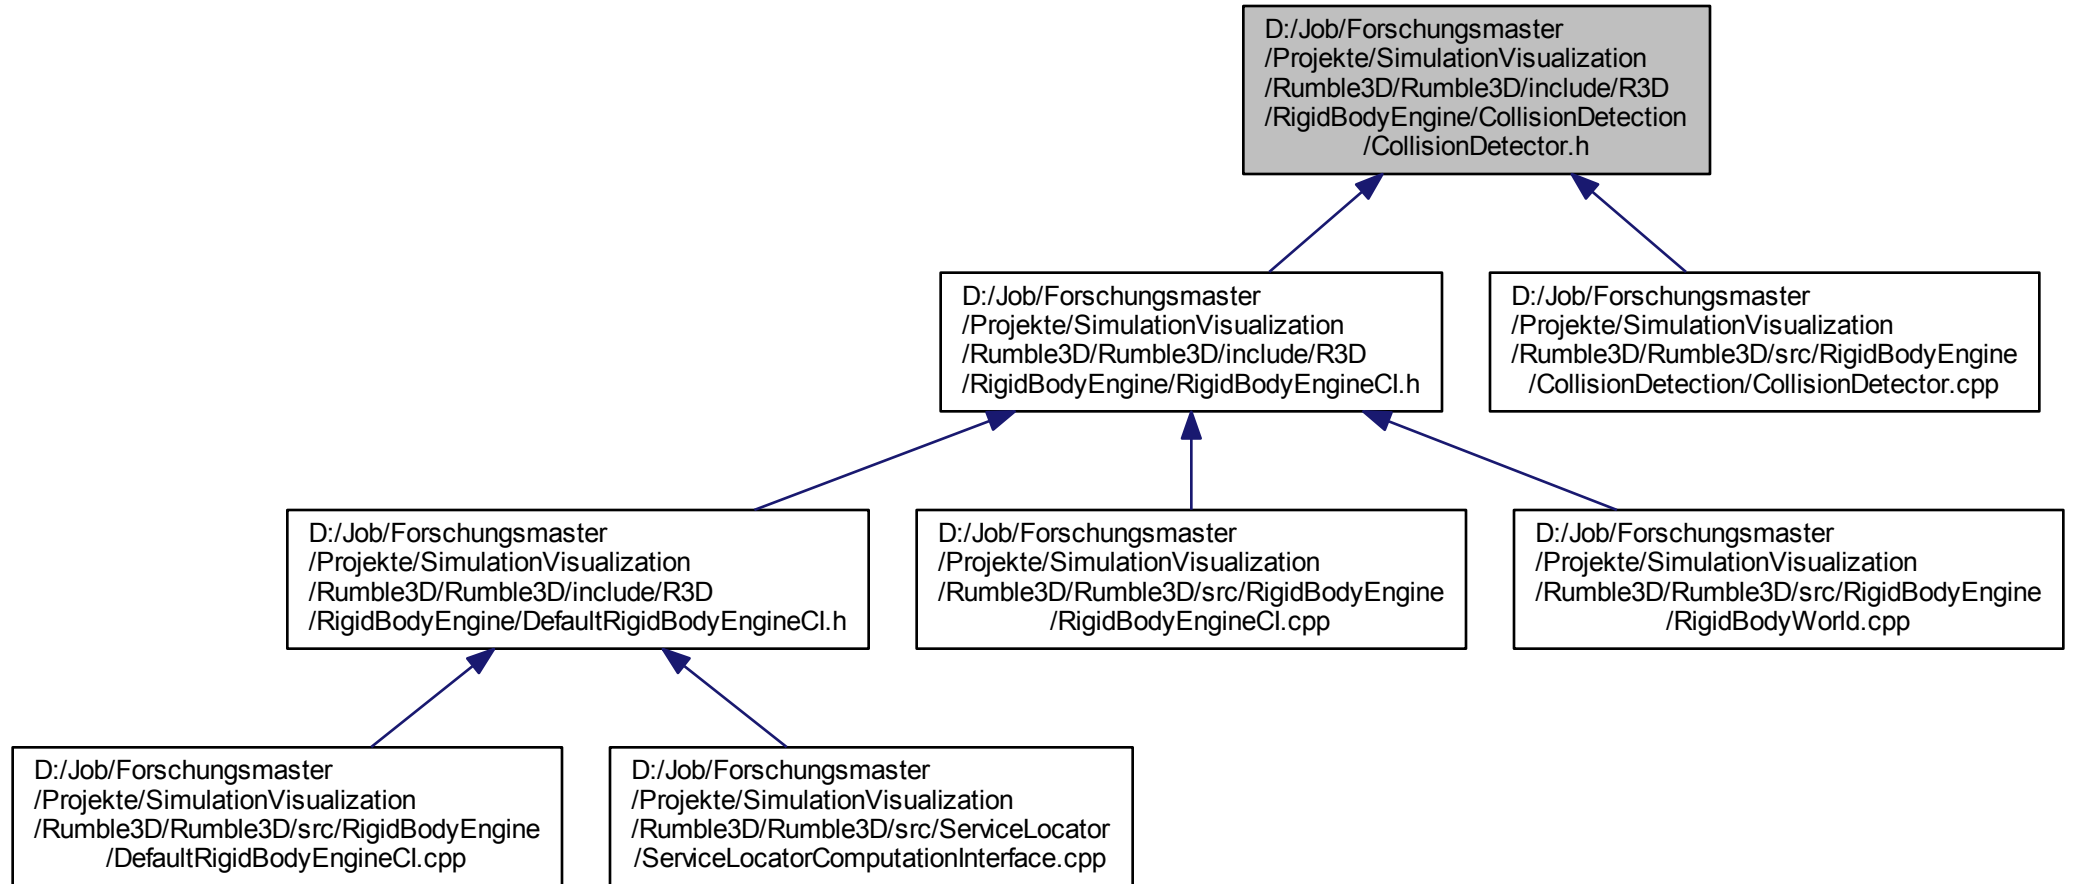 D:/Job/Forschungsmaster
/Projekte/SimulationVisualization
/Rumble3D/Rumble3D/include/R3D
/RigidBodyEngine/CollisionDetection
/CollisionDetector.h
D:/Job/Forschungsmaster
/Projekte/SimulationVisualization
/Rumble3D/Rumble3D/include/R3D
/RigidBodyEngine/RigidBodyEngineCI.h
D:/Job/Forschungsmaster
/Projekte/SimulationVisualization
/Rumble3D/Rumble3D/src/RigidBodyEngine
/CollisionDetection/CollisionDetector.cpp
D:/Job/Forschungsmaster
/Projekte/SimulationVisualization
/Rumble3D/Rumble3D/include/R3D
/RigidBodyEngine/DefaultRigidBodyEngineCI.h
D:/Job/Forschungsmaster
/Projekte/SimulationVisualization
/Rumble3D/Rumble3D/src/RigidBodyEngine
/RigidBodyEngineCI.cpp
D:/Job/Forschungsmaster
/Projekte/SimulationVisualization
/Rumble3D/Rumble3D/src/RigidBodyEngine
/RigidBodyWorld.cpp
D:/Job/Forschungsmaster
/Projekte/SimulationVisualization
/Rumble3D/Rumble3D/src/RigidBodyEngine
/DefaultRigidBodyEngineCI.cpp
D:/Job/Forschungsmaster
/Projekte/SimulationVisualization
/Rumble3D/Rumble3D/src/ServiceLocator
/ServiceLocatorComputationInterface.cpp